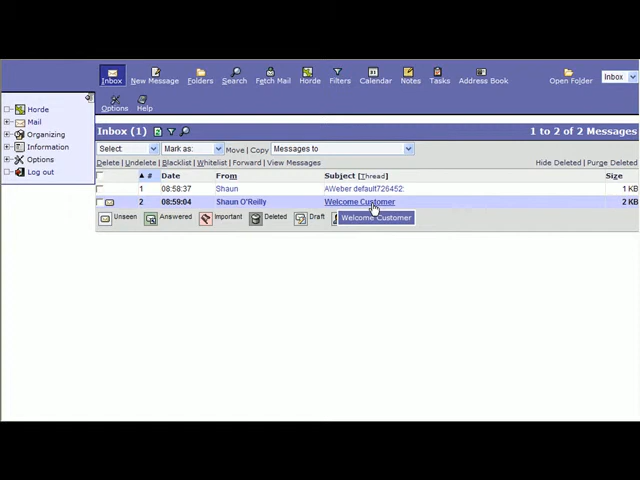 Inbox New Message Folders Search Fetch Mail Horde Filters Calendar Notes Tasks Address Book Open Folder Inbox
Options Help
Horde
Mail
Organizing
Information
Options
Log out
Inbox (1) 1 to 2 of 2 Messages
Select: Mark as: Move | Copy Messages to
Delete | Undelete | Blacklist | Whitelist | Forward | View Messages Hide Deleted | Purge Deleted
# Date From Subject [Thread] Size
1 08:58:37 Shaun AWeber default726452: 1 KB
2 08:59:04 Shaun O'Reilly Welcome Customer 2 KB
Unseen Answered Important Deleted Draft Welcome Customer